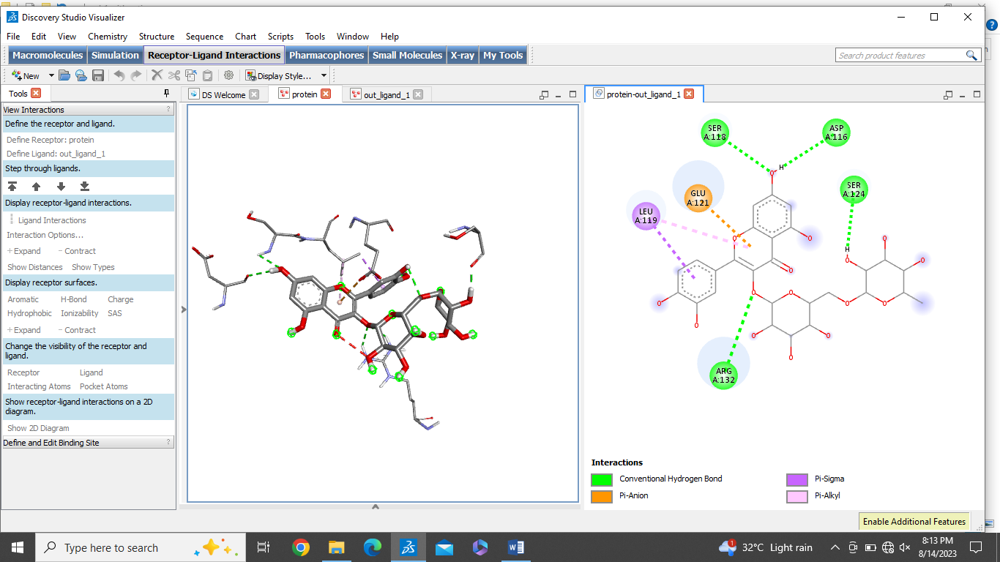 Discovery Studio Visualizer
File Edit View Chemistry Structure Sequence Chart Scripts Tools Window Help
Macromolecules Simulation Receptor-Ligand Interactions Pharmacophores Small Molecules X-ray My Tools
Search product features
New Display Style...
Tools
DS Welcome protein out_ligand_1
protein-out_ligand_1
View Interactions ?
Define the receptor and ligand.
Define Receptor: protein
Define Ligand: out_ligand_1
Step through ligands.
Display receptor-ligand interactions.
Ligand Interactions
Interaction Options...
+ Expand - Contract
Show Distances Show Types
Display receptor surfaces.
Aromatic H-Bond Charge
Hydrophobic Ionizability SAS
+ Expand - Contract
Change the visibility of the receptor and
ligand.
Receptor Ligand
Interacting Atoms Pocket Atoms
Show receptor-ligand interactions on a 2D
diagram.
Show 2D Diagram
Define and Edit Binding Site ?
SER
A:118
ASP
A:116
GLU
A:121
SER
A:124
LEU
A:119
ARG
A:132
H
O
O
O
H
O
O
O
O
O
O
O
O
O
O
O
O
O
O
Interactions
Conventional Hydrogen Bond
Pi-Anion
Pi-Sigma
Pi-Alkyl
Enable Additional Features
Type here to search
1
32°C Light rain
8:13 PM
8/14/2023